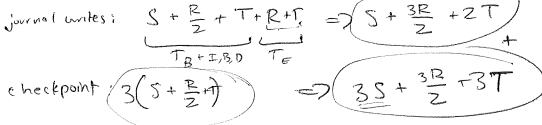 journal writes: S + R/2 + T + R+T => S + 3R/2 + 2T
T_B + I,B,D T_E +
checkpoint: 3(S + R/2 + T) => 3S + 3R/2 + 3T